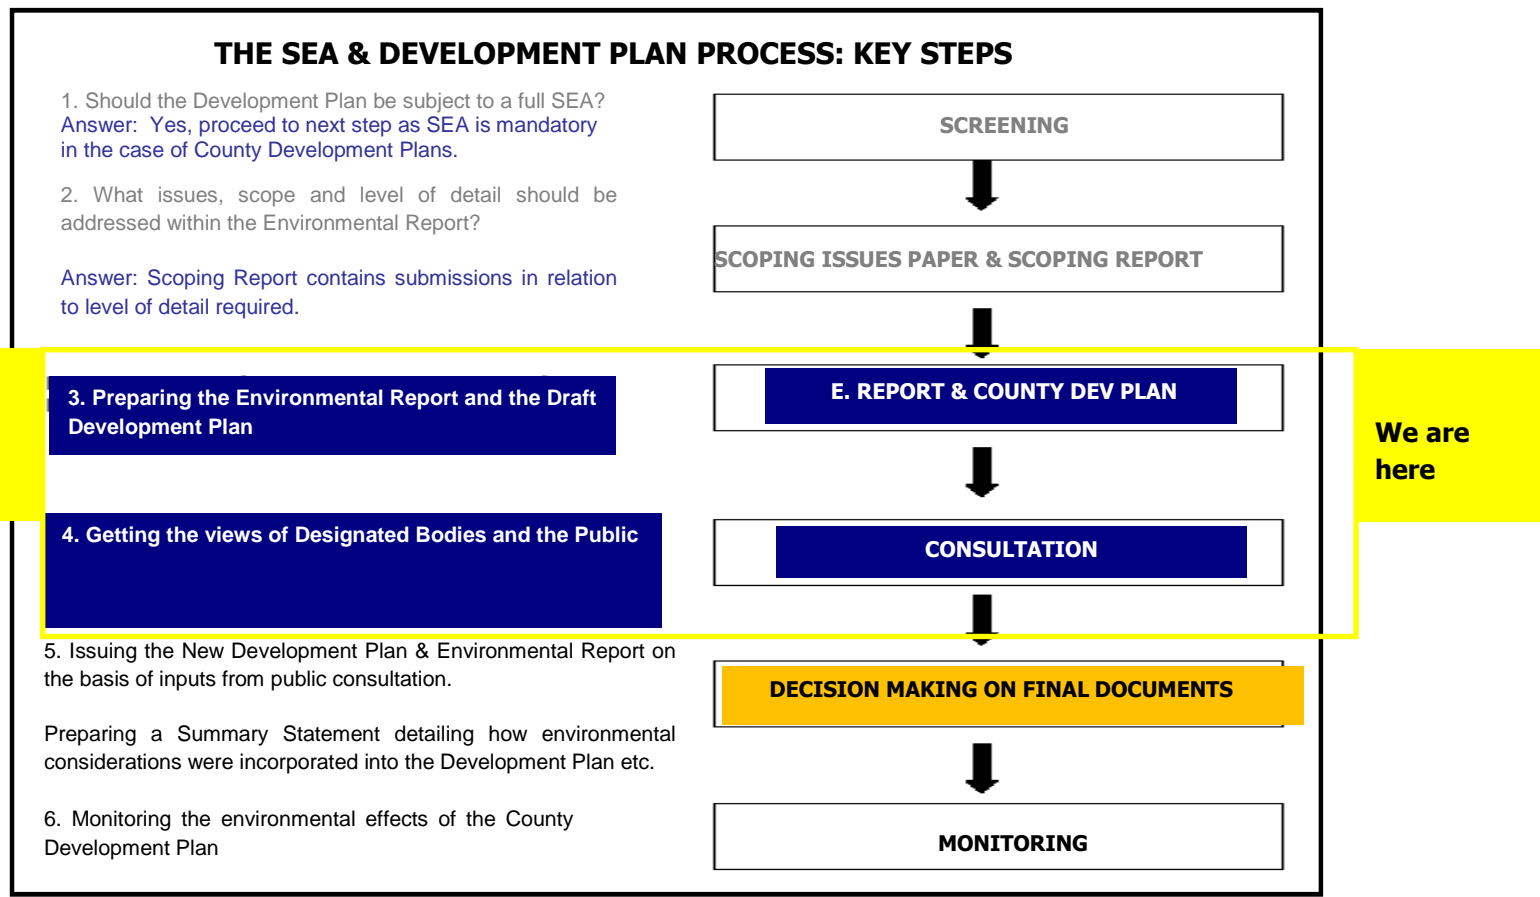 THE SEA & DEVELOPMENT PLAN PROCESS: KEY STEPS
1. Should the Development Plan be subject to a full SEA?
Answer: Yes, proceed to next step as SEA is mandatory
in the case of County Development Plans.
SCREENING
2. What issues, scope and level of detail should be
addressed within the Environmental Report?
Answer: Scoping Report contains submissions in relation
to level of detail required.
SCOPING ISSUES PAPER & SCOPING REPORT
3. Preparing the Environmental Report and the Draft
Development Plan
E. REPORT & COUNTY DEV PLAN
We are
here
4. Getting the views of Designated Bodies and the Public
CONSULTATION
5. Issuing the New Development Plan & Environmental Report on
the basis of inputs from public consultation.
Preparing a Summary Statement detailing how environmental
considerations were incorporated into the Development Plan etc.
DECISION MAKING ON FINAL DOCUMENTS
6. Monitoring the environmental effects of the County
Development Plan
MONITORING